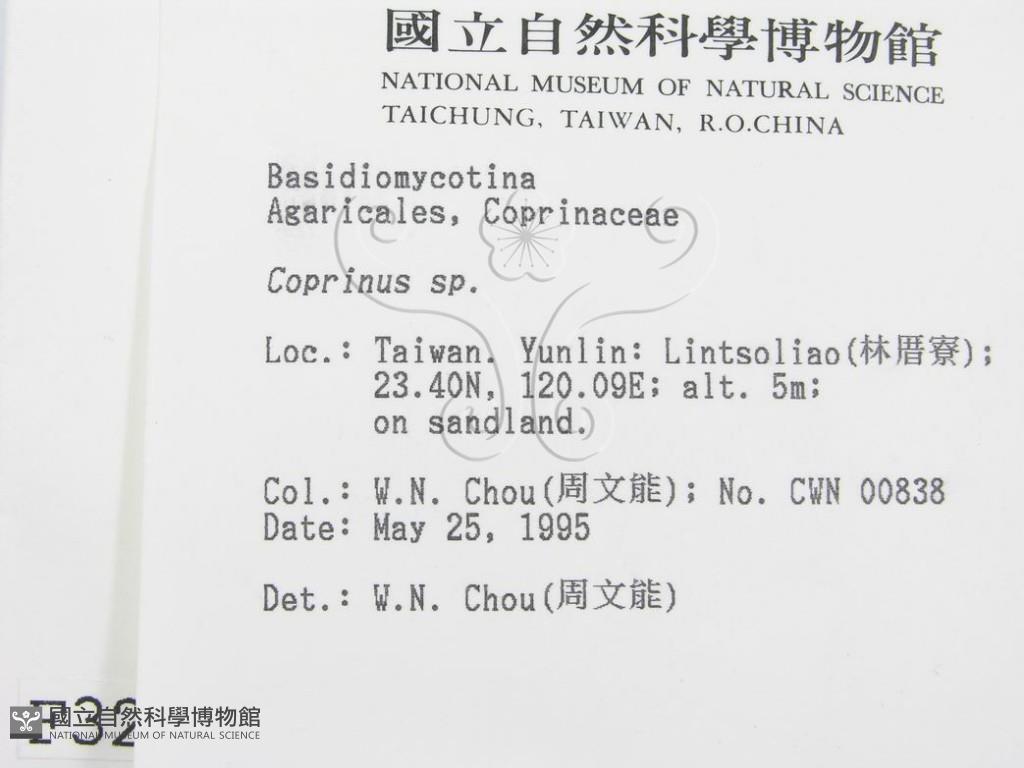 國立自然科學博物館
NATIONAL MUSEUM OF NATURAL SCIENCE
TAICHUNG, TAIWAN, R.O.CHINA
Basidiomycotina
Agaricales, Coprinaceae
Coprinus sp.
Loc.: Taiwan. Yunlin: Lintsoliao(林厝寮);
23.40N, 120.09E; alt. 5m;
on sandland.
Col.: W.N. Chou(周文能); No. CWN 00838
Date: May 25, 1995
Det.: W.N. Chou(周文能)
F32
國立自然科學博物館
NATIONAL MUSEUM OF NATURAL SCIENCE